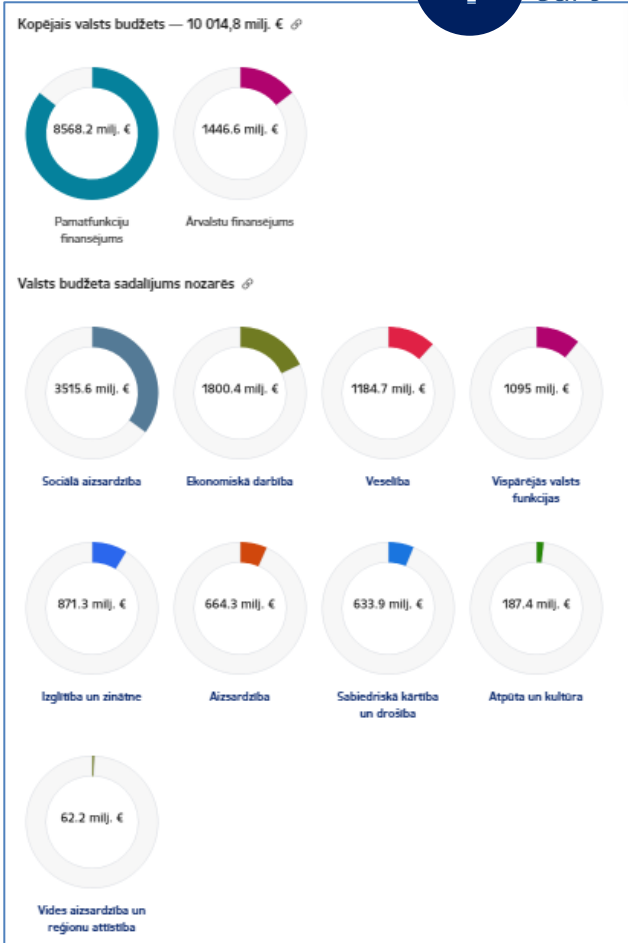 Kopējais valsts budžets — 10 014,8 milj. €
8568.2 milj. €
1446.6 milj. €
Pamatfunkciju
finansējums
Ārvalstu finansējums
Valsts budžeta sadalījums nozarēs
3515.6 milj. €
1800.4 milj. €
1184.7 milj. €
1095 milj. €
Sociālā aizsardzība
Ekonomiskā darbība
Veselība
Vispārējās valsts
funkcijas
871.3 milj. €
664.3 milj. €
633.9 milj. €
187.4 milj. €
Izglītība un zinātne
Aizsardzība
Sabiedriskā kārtība
un drošība
Atpūta un kultūra
62.2 milj. €
Vides aizsardzība un
reģionu attīstība